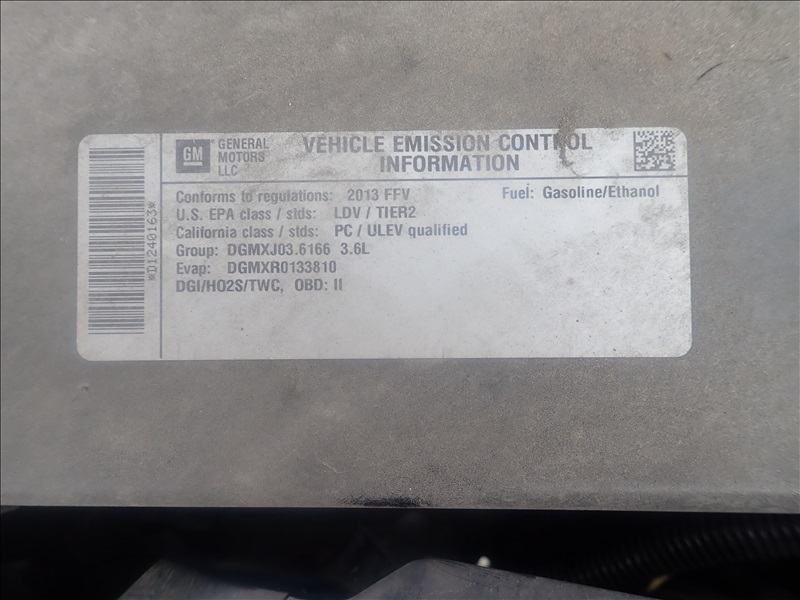 *D1240163*
GM GENERAL
MOTORS
LLC
VEHICLE EMISSION CONTROL
INFORMATION
Conforms to regulations: 2013 FFV
Fuel: Gasoline/Ethanol
U.S. EPA class / stds: LDV / TIER2
California class / stds: PC / ULEV qualified
Group: DGMXJ03.6166 3.6L
Evap: DGMXR0133810
DGI/HO2S/TWC, OBD: II